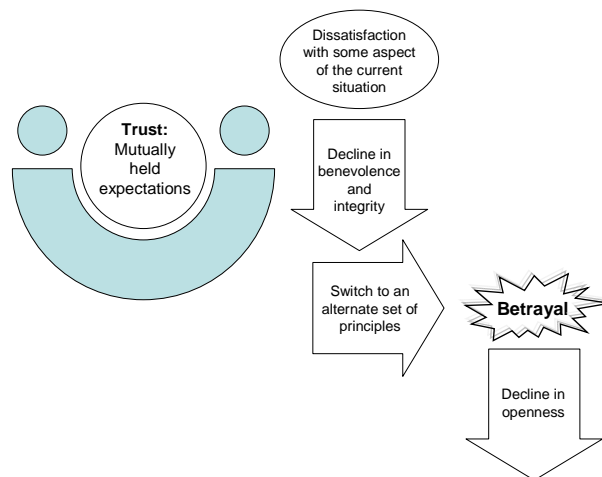 Dissatisfaction
with some aspect
of the current
situation
Trust:
Mutually
held
expectations
Decline in
benevolence
and
integrity
Switch to an
alternate set of
principles
Betrayal
Decline in
openness